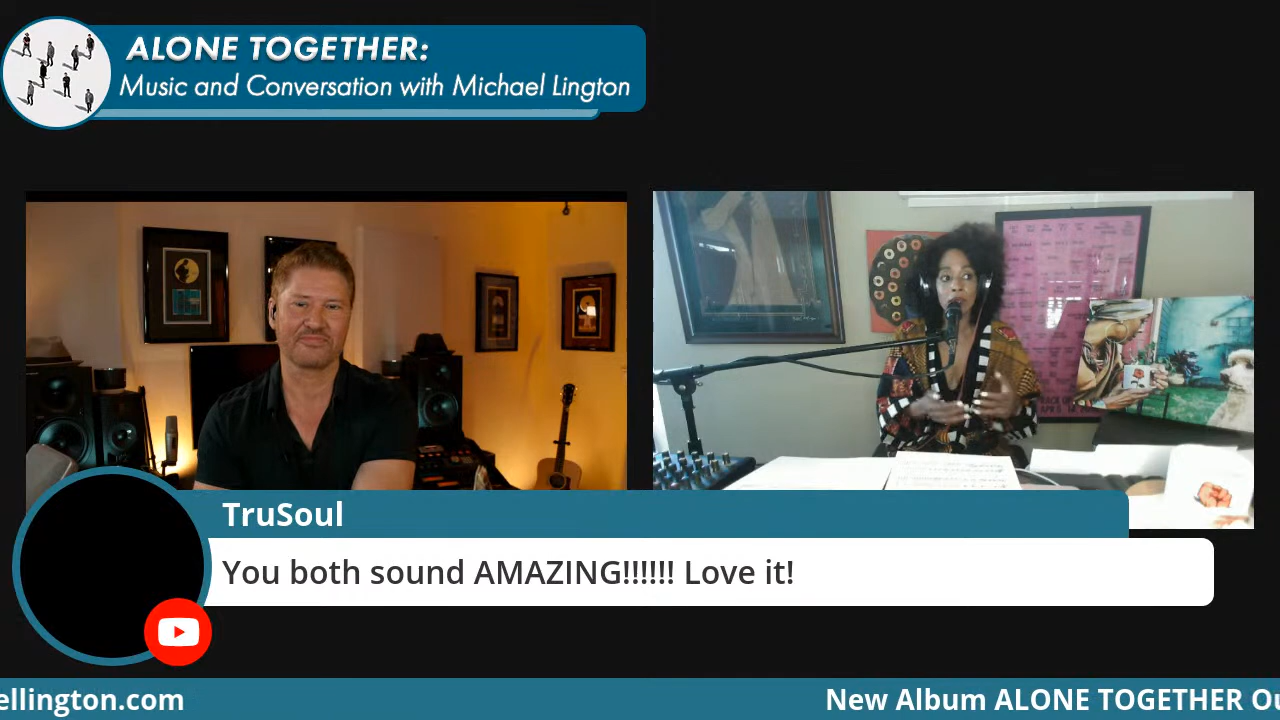 ALONE TOGETHER:
Music and Conversation with Michael Lington
TruSoul
You both sound AMAZING!!!!!! Love it!
ellington.com
New Album ALONE TOGETHER Ou